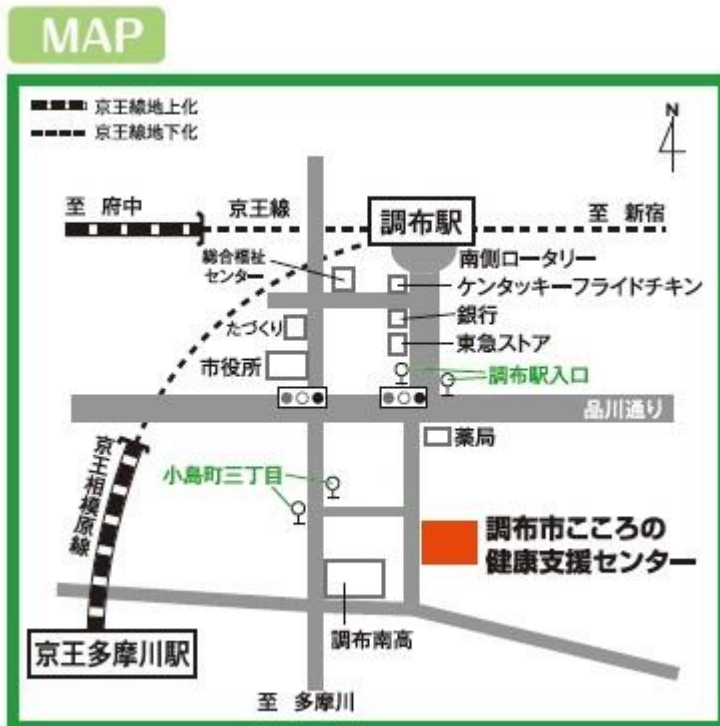 MAP
京王線地上化
京王線地下化
N
至 府中
京王線
調布駅
至 新宿
総合福祉
センター
南側ロータリー
ケンタッキーフライドチキン
たづくり
銀行
市役所
東急ストア
調布駅入口
品川通り
薬局
京王相模原線
小島町三丁目
調布市こころの
健康支援センター
調布南高
京王多摩川駅
至 多摩川